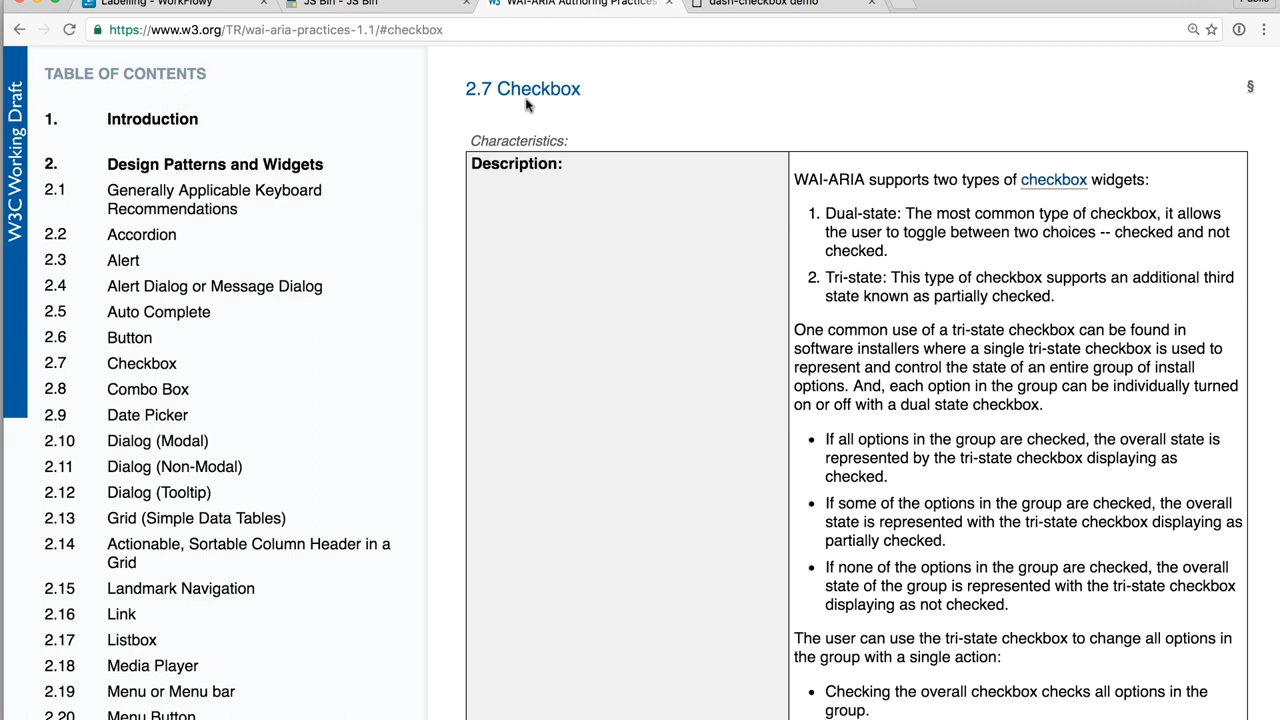 Labelling - WorkFlowy
JS Bin - JS Bin
W3C WAI-ARIA Authoring Practices
dash-checkbox demo
https://www.w3.org/TR/wai-aria-practices-1.1/#checkbox
W3C Working Draft
TABLE OF CONTENTS
1. Introduction
2. Design Patterns and Widgets
2.1 Generally Applicable Keyboard
Recommendations
2.2 Accordion
2.3 Alert
2.4 Alert Dialog or Message Dialog
2.5 Auto Complete
2.6 Button
2.7 Checkbox
2.8 Combo Box
2.9 Date Picker
2.10 Dialog (Modal)
2.11 Dialog (Non-Modal)
2.12 Dialog (Tooltip)
2.13 Grid (Simple Data Tables)
2.14 Actionable, Sortable Column Header in a
Grid
2.15 Landmark Navigation
2.16 Link
2.17 Listbox
2.18 Media Player
2.19 Menu or Menu bar
2.20 Menu Button
2.7 Checkbox
§
Characteristics:
Description:
WAI-ARIA supports two types of checkbox widgets:
1. Dual-state: The most common type of checkbox, it allows
the user to toggle between two choices -- checked and not
checked.
2. Tri-state: This type of checkbox supports an additional third
state known as partially checked.
One common use of a tri-state checkbox can be found in
software installers where a single tri-state checkbox is used to
represent and control the state of an entire group of install
options. And, each option in the group can be individually turned
on or off with a dual state checkbox.
• If all options in the group are checked, the overall state is
represented by the tri-state checkbox displaying as
checked.
• If some of the options in the group are checked, the overall
state is represented with the tri-state checkbox displaying as
partially checked.
• If none of the options in the group are checked, the overall
state of the group is represented with the tri-state checkbox
displaying as not checked.
The user can use the tri-state checkbox to change all options in
the group with a single action:
• Checking the overall checkbox checks all options in the
group.